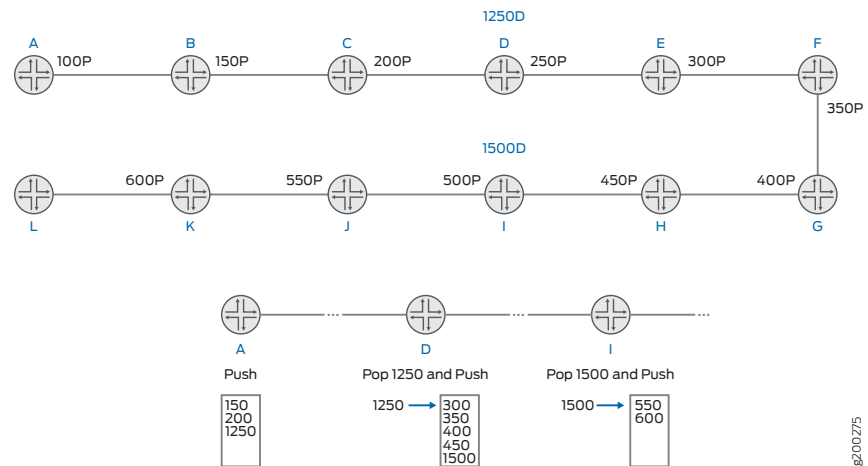 1250D
A B C D E F
100P 150P 200P 250P 300P
350P
1500D
600P 550P 500P 450P 400P
L K J I H G
... ... ...
A D I
Push Pop 1250 and Push Pop 1500 and Push
150 1250 300 1500 550
200 350 600
1250 400
450
1500
g200275